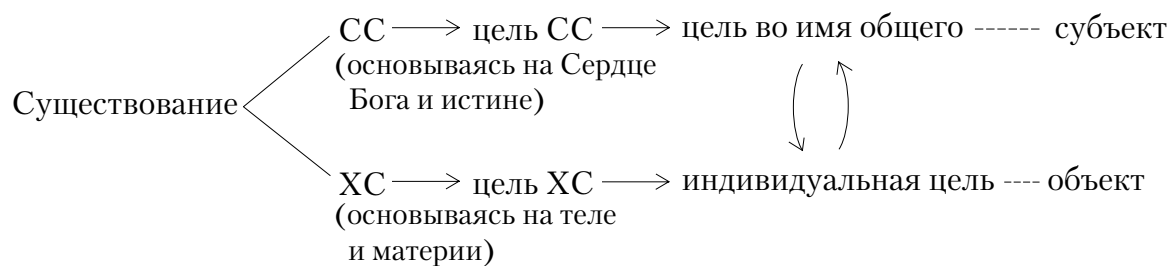 СС → цель СС → цель во имя общего ------ субъект
(основываясь на Сердце
Бога и истине)
Существование
ХС → цель ХС → индивидуальная цель ---- объект
(основываясь на теле
и материи)